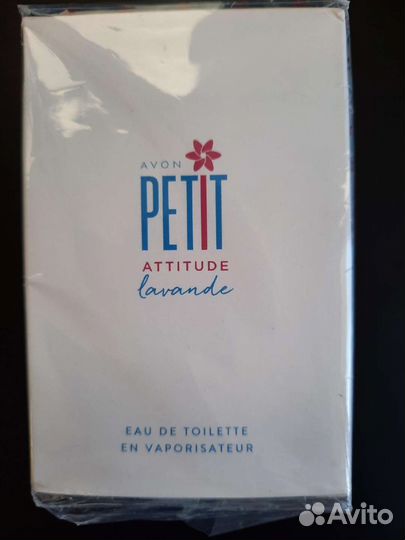 AVON
PETIT
ATTITUDE
lavande
EAU DE TOILETTE
EN VAPORISATEUR
Avito